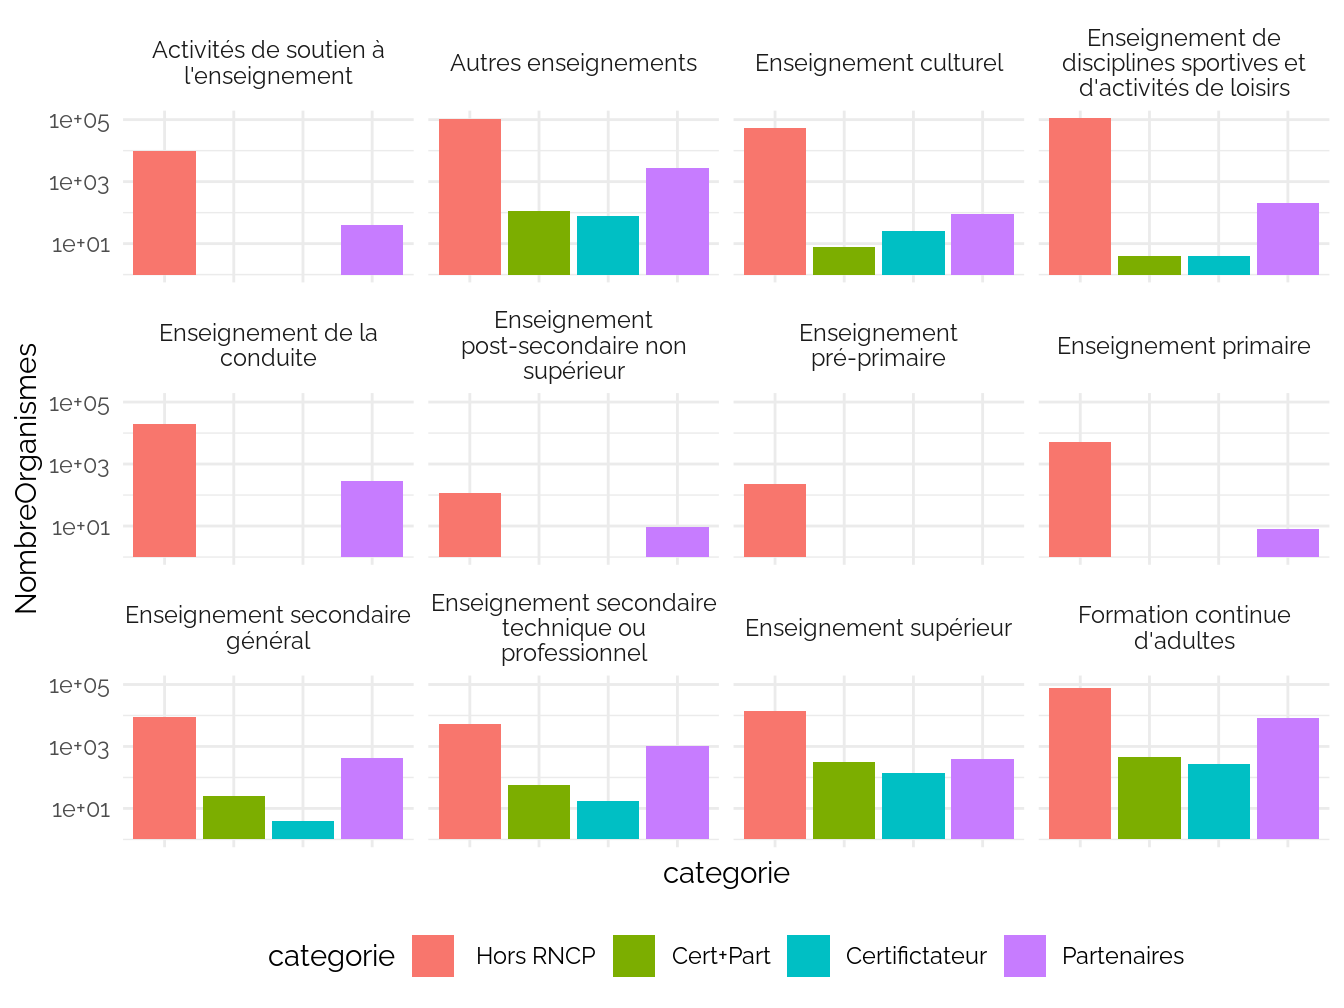 Activités de soutien à
l'enseignement
Autres enseignements
Enseignement culturel
Enseignement de
disciplines sportives et
d'activités de loisirs
1e+05
1e+03
1e+01
Enseignement de la
conduite
Enseignement
post-secondaire non
supérieur
Enseignement
pré-primaire
Enseignement primaire
1e+05
1e+03
1e+01
NombreOrganismes
Enseignement secondaire
général
Enseignement secondaire
technique ou
professionnel
Enseignement supérieur
Formation continue
d'adultes
1e+05
1e+03
1e+01
categorie
categorie
Hors RNCP
Cert+Part
Certifictateur
Partenaires